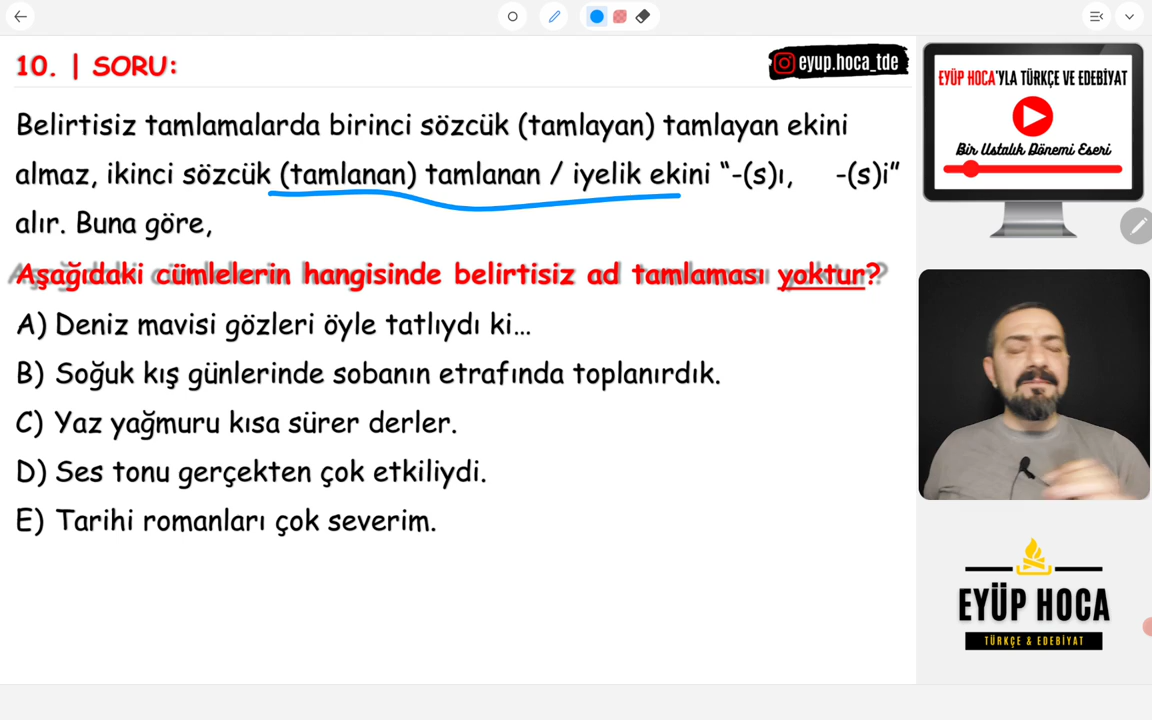 10. | SORU:
eyup.hoca_tde
Belirtisiz tamlamalarda birinci sözcük (tamlayan) tamlayan ekini
almaz, ikinci sözcük (tamlanan) tamlanan / iyelik ekini “-(s)ı, -(s)i”
alır. Buna göre,
Aşağıdaki cümlelerin hangisinde belirtisiz ad tamlaması yoktur?
A) Deniz mavisi gözleri öyle tatlıydı ki...
B) Soğuk kış günlerinde sobanın etrafında toplanırdık.
C) Yaz yağmuru kısa sürer derler.
D) Ses tonu gerçekten çok etkiliydi.
E) Tarihi romanları çok severim.
EYÜP HOCA'YLA TÜRKÇE VE EDEBİYAT
Bir Ustalık Dönemi Eseri
EYÜP HOCA
TÜRKÇE & EDEBİYAT